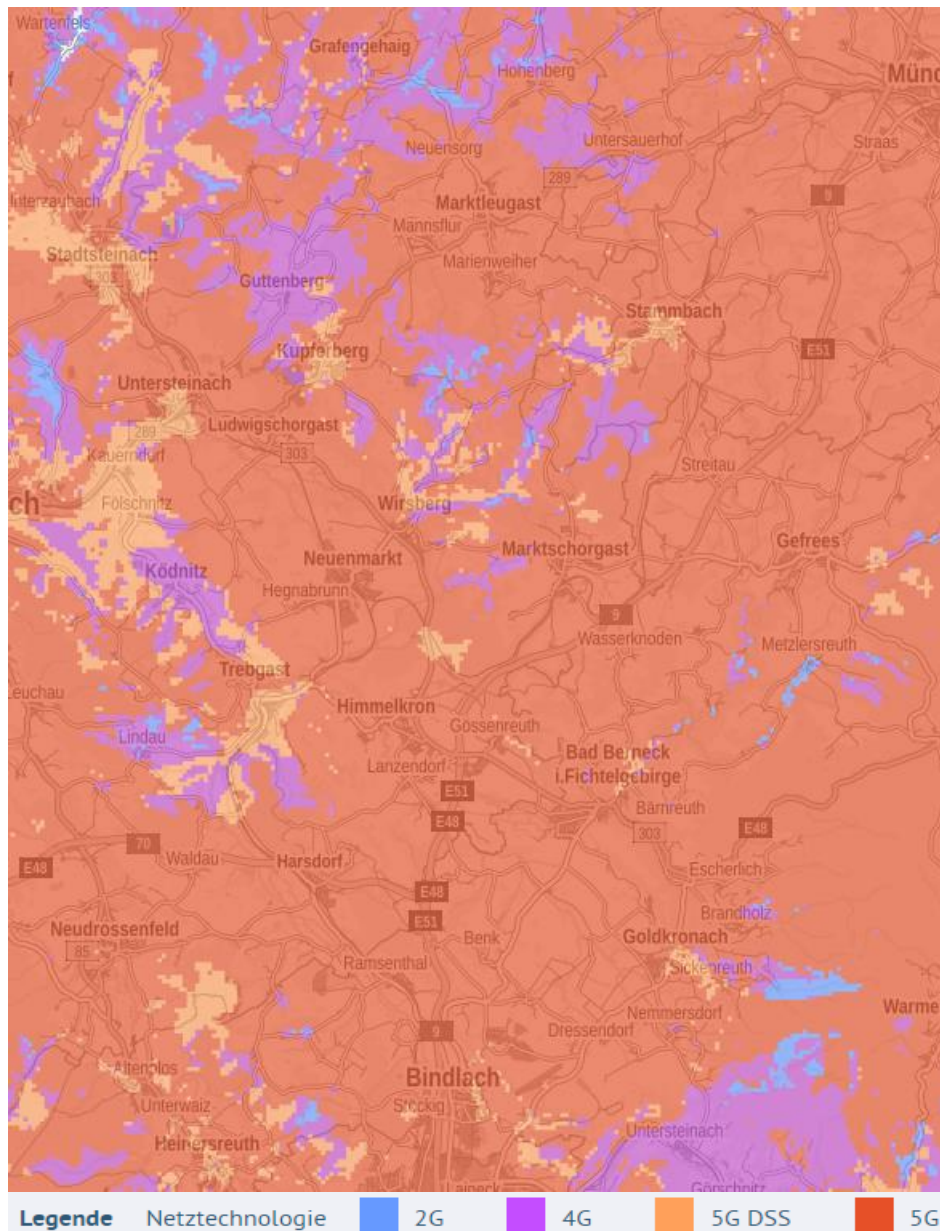 Wartenfels
Grafengehaig
Hohenberg
Münc
Neuensorg
Untersauerhof
Straas
289
9
Marktleugast
Mannsflur
Stadtsteinach
303
Marienweiher
Guttenberg
Stammbach
Kupferberg
E51
Untersteinach
289
Ludwigschorgast
303
Kauerndorf
Streitau
ch
Fölschnitz
Wirsberg
Gefrees
Marktschorgast
Neuenmarkt
Ködnitz
Hegnabrunn
9
Wasserknoden
Metzlersreuth
Trebgast
Leuchau
Himmelkron
Gössenreuth
Lindau
Bad Berneck
i.Fichtelgebirge
Lanzendorf
E51
Bärnreuth
E48
303
E48
70
Waldau
Harsdorf
E48
Escherlich
E48
E51
Brandholz
Neudrossenfeld
85
Benk
Goldkronach
Ramsenthal
Sickenreuth
Nemmersdorf
Warme
9
Dressendorf
Altenplos
Bindlach
Unterwaiz
Stöckig
Heinersreuth
Untersteinach
Laineck
Görschnitz
Legende Netztechnologie 2G 4G 5G DSS 5G